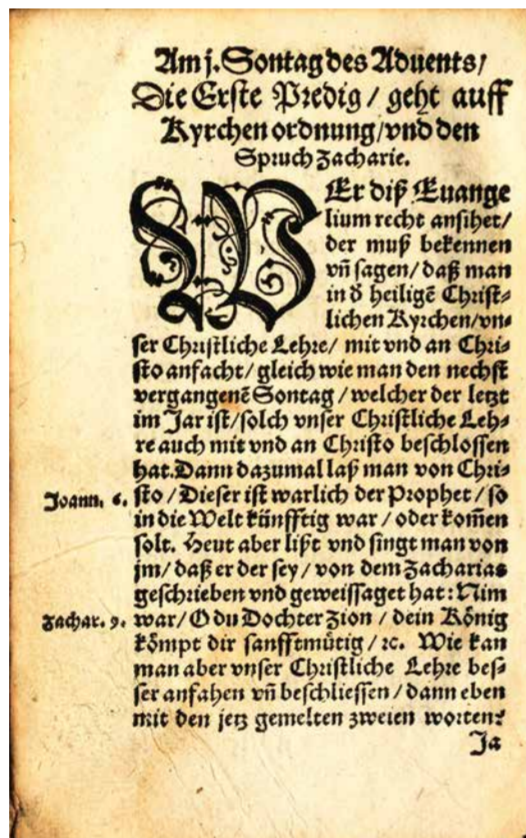 Am j. Sontag des Aduents/
Die Erste Predig / geht auff
Kyrchen ordnung/vnd den
Spruch Zacharie.
WEr diß Euange
lium recht ansihet/
der muß bekennen
vñ sagen/ daß man
in ð heiligẽ Christ⸗
lichen Kyrchen/vn⸗
ser Christliche Lehre/ mit vnd an Chri⸗
sto anfacht/ gleich wie man den nechst
vergangenẽ Sontag / welcher der letzt
im Jar ist/solch vnser Christliche Leh⸗
re auch mit vnd an Christo beschlossen
hat. Dann dazumal laß man von Chri⸗
Joann. 6. sto / Dieser ist warlich der Prophet / so
in die Welt künfftig war / oder kom̃en
solt. Heut aber lißt vnd singt man von
jm/ daß er der sey / von dem Zacharias
geschrieben vnd geweissaget hat: Nim
Zachar. 9. war/ O du Dochter Zion / dein König
kömpt dir sanfftmütig / ꝛc. Wie kan
man aber vnser Christliche Lehre bes⸗
ser anfahen vñ beschliessen / dann eben
mit den jetz gemelten zweien worten?
Ja